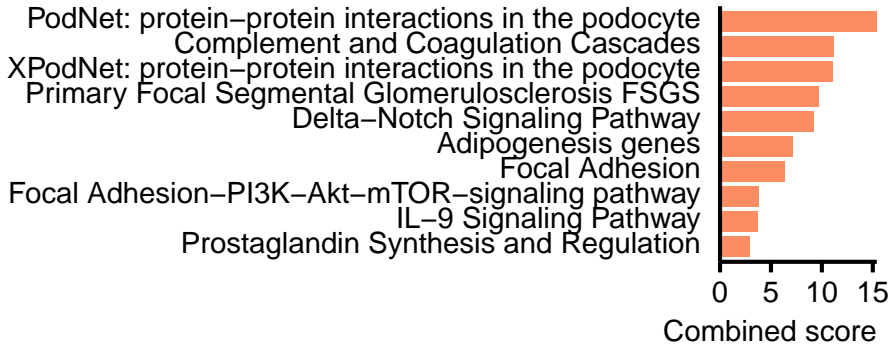 PodNet: protein−protein interactions in the podocyte
Complement and Coagulation Cascades
XPodNet: protein−protein interactions in the podocyte
Primary Focal Segmental Glomerulosclerosis FSGS
Delta−Notch Signaling Pathway
Adipogenesis genes
Focal Adhesion
Focal Adhesion−PI3K−Akt−mTOR−signaling pathway
IL−9 Signaling Pathway
Prostaglandin Synthesis and Regulation
0 5 10 15
Combined score